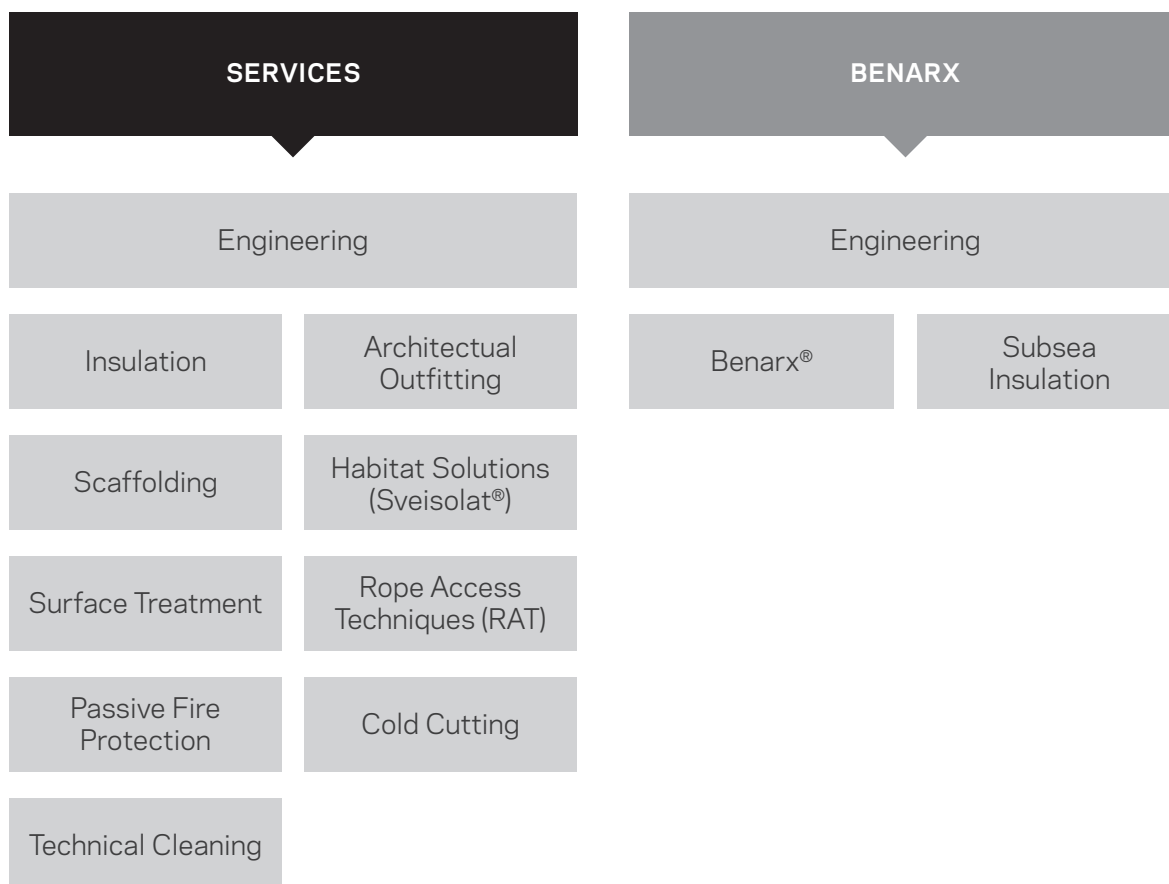 SERVICES
Engineering
Insulation
Architectual
Outfitting
Scaffolding
Habitat Solutions
(Sveisolat®)
Surface Treatment
Rope Access
Techniques (RAT)
Passive Fire
Protection
Cold Cutting
Technical Cleaning
BENARX
Engineering
Benarx®
Subsea
Insulation